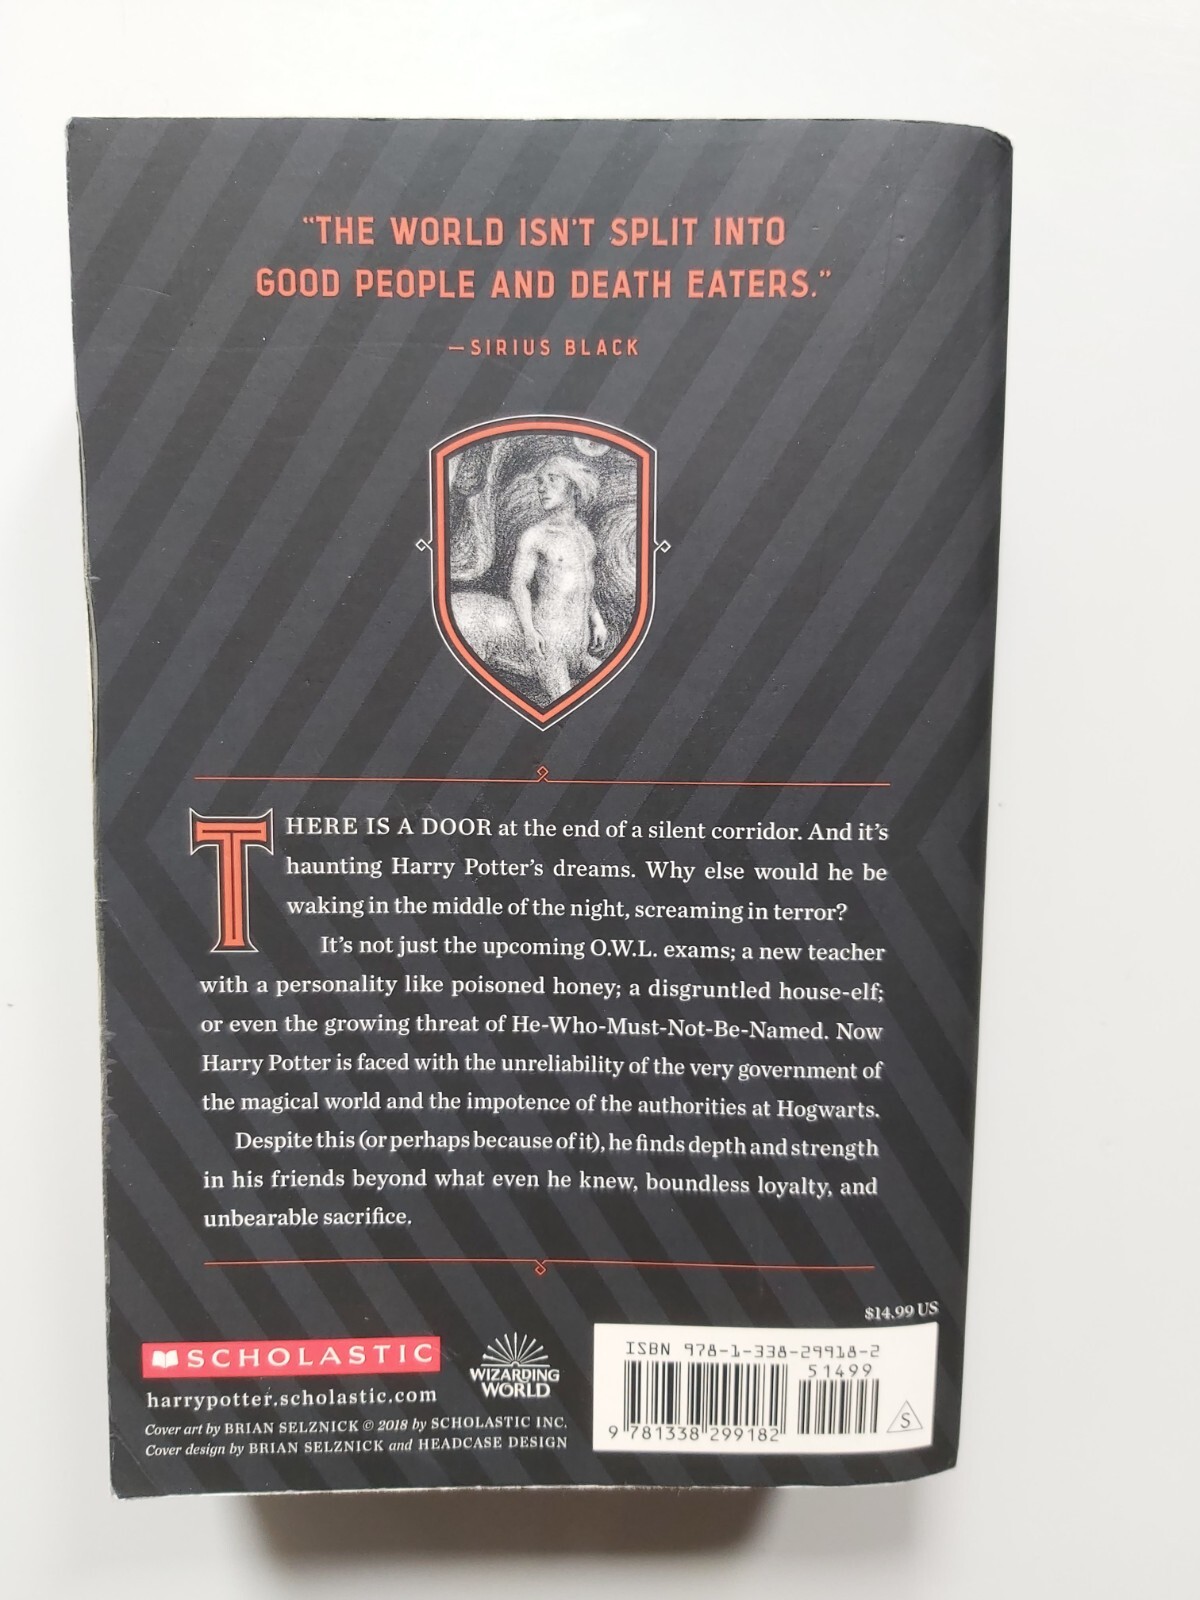 “THE WORLD ISN’T SPLIT INTO
GOOD PEOPLE AND DEATH EATERS.”
—SIRIUS BLACK
THERE IS A DOOR at the end of a silent corridor. And it’s
haunting Harry Potter’s dreams. Why else would he be
waking in the middle of the night, screaming in terror?
It’s not just the upcoming O.W.L. exams; a new teacher
with a personality like poisoned honey; a disgruntled house-elf;
or even the growing threat of He-Who-Must-Not-Be-Named. Now
Harry Potter is faced with the unreliability of the very government of
the magical world and the impotence of the authorities at Hogwarts.
Despite this (or perhaps because of it), he finds depth and strength
in his friends beyond what even he knew, boundless loyalty, and
unbearable sacrifice.
$14.99 US
SCHOLASTIC
harrypotter.scholastic.com
Cover art by BRIAN SELZNICK © 2018 by SCHOLASTIC INC.
Cover design by BRIAN SELZNICK and HEADCASE DESIGN
WIZARDING
WORLD
ISBN 978-1-338-29918-2
51499
9 781338 299182
S